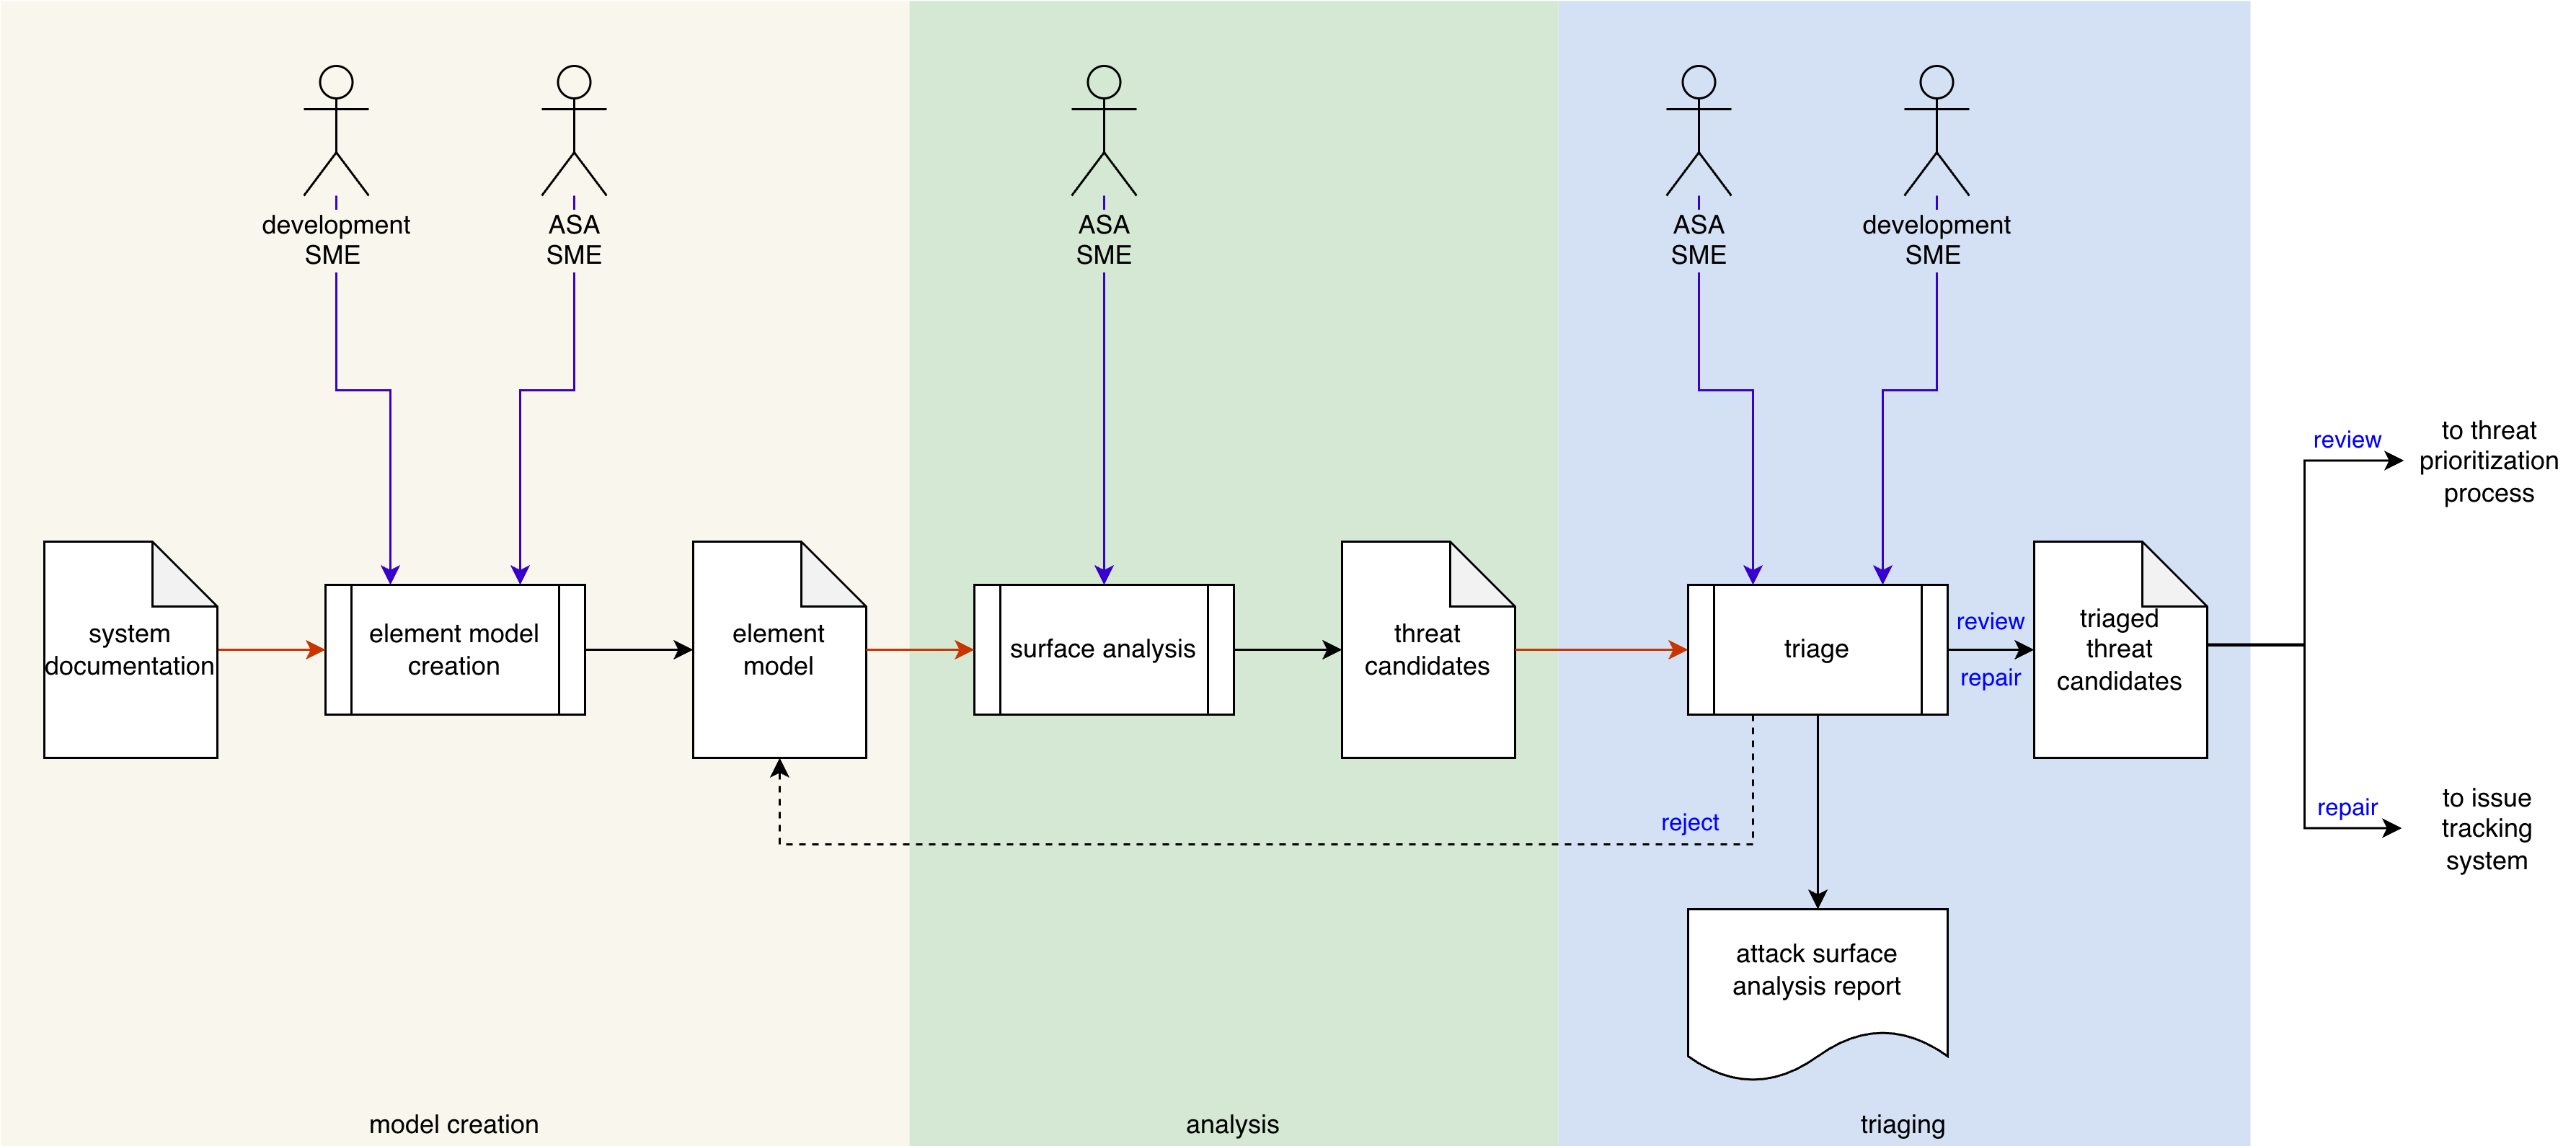 development
SME
ASA
SME
ASA
SME
ASA
SME
development
SME
system
documentation
element model
creation
element
model
surface analysis
threat
candidates
triage
review
repair
triaged
threat
candidates
review
to threat
prioritization
process
repair
to issue
tracking
system
reject
attack surface
analysis report
model creation
analysis
triaging